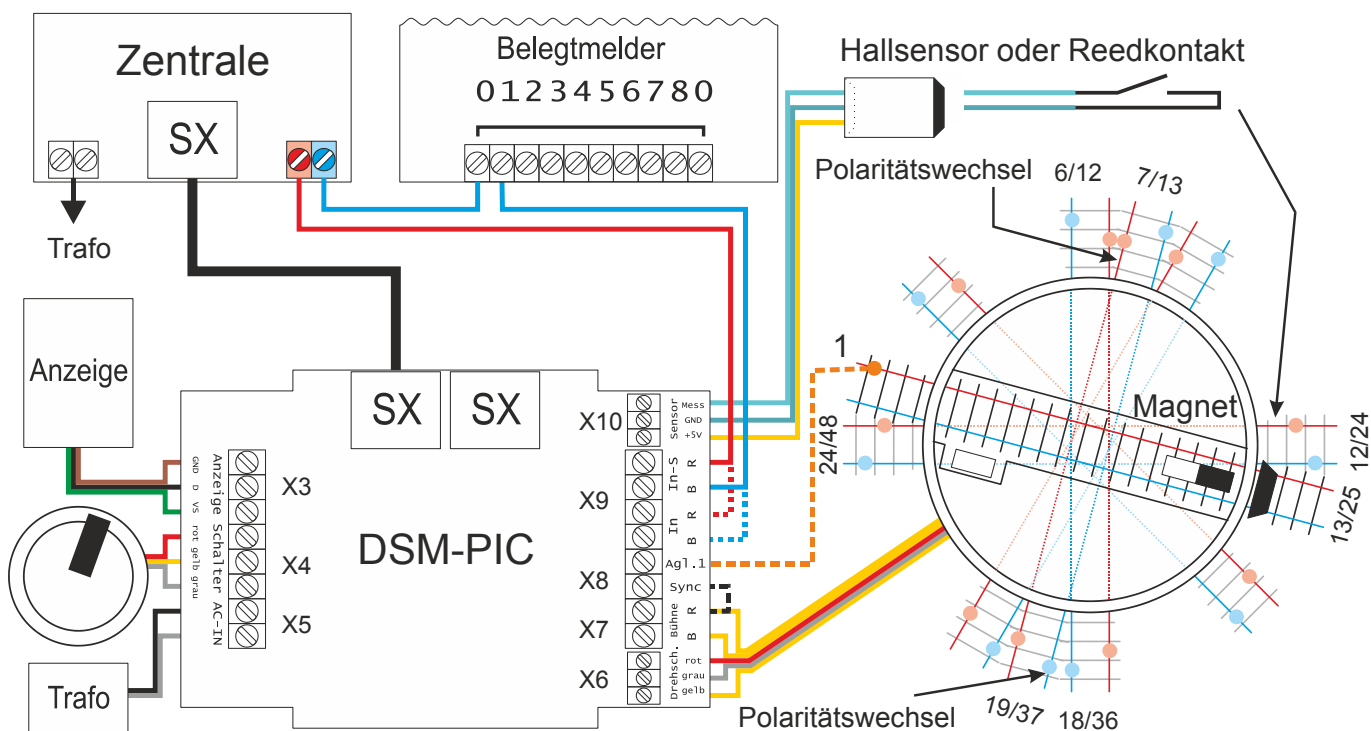 Zentrale
SX
Trafo
Belegtmelder
0123456780
Hallsensor oder Reedkontakt
Polaritätswechsel
6/12
7/13
1
24/48
Magnet
12/24
13/25
Anzeige
SX
SX
DSM-PIC
GND D VS
Anzeige
X3
rot gelb grau
Schalter
X4
AC-IN
X5
Trafo
X10
Sensor
Mess
GND
+5V
X9
In-S
R
B
In
R
B
X8
Agl.1
Sync
X7
Bühne
R
B
X6
Drehsch.
rot
grau
gelb
Polaritätswechsel
19/37
18/36